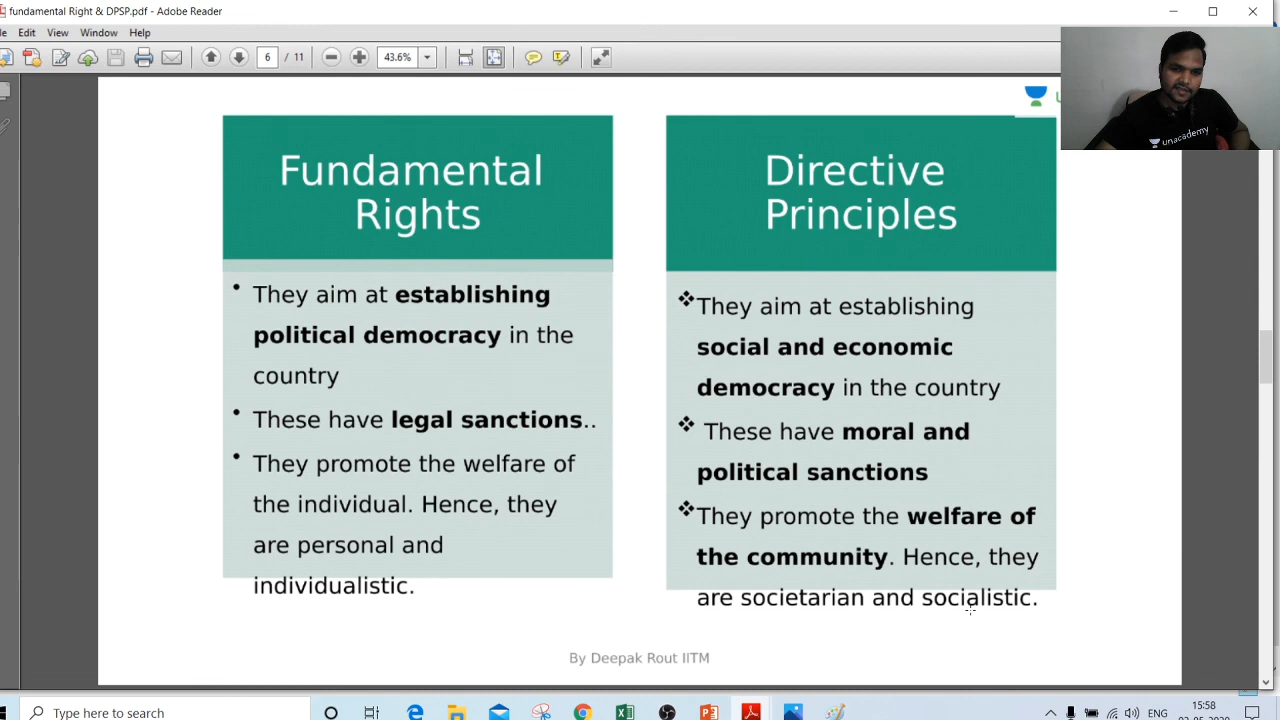 fundamental Right & DPSP.pdf - Adobe Reader
Edit View Window Help
6 / 11 43.6%
Fundamental
Rights
• They aim at establishing
political democracy in the
country
• These have legal sanctions..
• They promote the welfare of
the individual. Hence, they
are personal and
individualistic.
Directive
Principles
❖They aim at establishing
social and economic
democracy in the country
❖ These have moral and
political sanctions
❖They promote the welfare of
the community. Hence, they
are societarian and socialistic.
unacademy
By Deepak Rout IITM
Type here to search
ENG
15:58